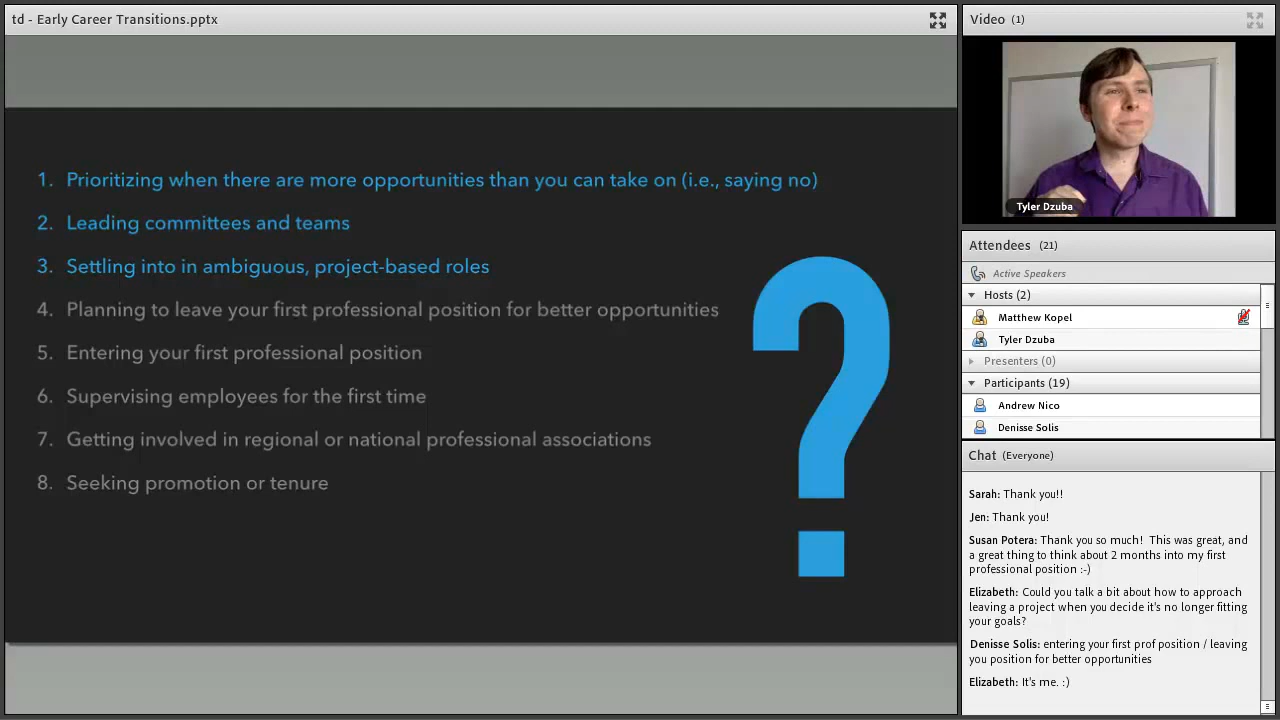 td - Early Career Transitions.pptx
1. Prioritizing when there are more opportunities than you can take on (i.e., saying no)
2. Leading committees and teams
3. Settling into in ambiguous, project-based roles
4. Planning to leave your first professional position for better opportunities
5. Entering your first professional position
6. Supervising employees for the first time
7. Getting involved in regional or national professional associations
8. Seeking promotion or tenure
?
Video (1)
Tyler Dzuba
Attendees (21)
Active Speakers
Hosts (2)
Matthew Kopel
Tyler Dzuba
Presenters (0)
Participants (19)
Andrew Nico
Denisse Solis
Chat (Everyone)
Sarah: Thank you!!
Jen: Thank you!
Susan Potera: Thank you so much! This was great, and
a great thing to think about 2 months into my first
professional position :-)
Elizabeth: Could you talk a bit about how to approach
leaving a project when you decide it's no longer fitting
your goals?
Denisse Solis: entering your first prof position / leaving
you position for better opportunities
Elizabeth: It's me. :)